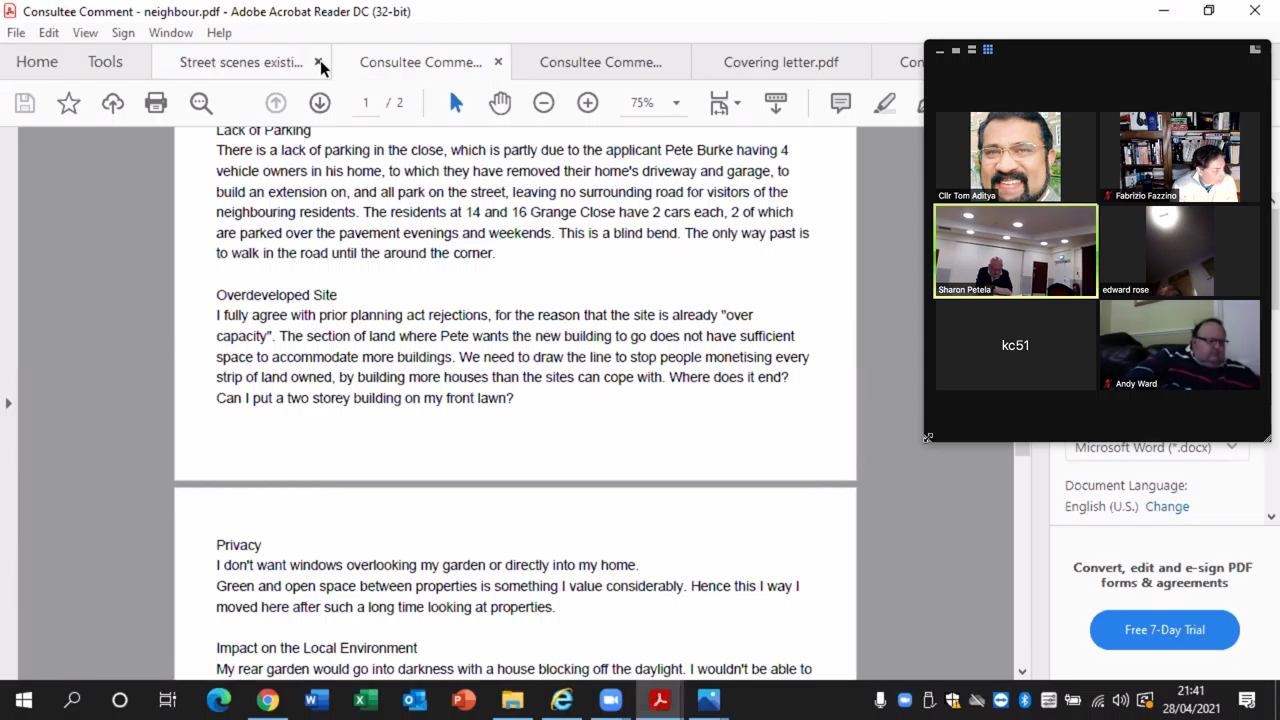 Consultee Comment - neighbour.pdf - Adobe Acrobat Reader DC (32-bit)
File Edit View Sign Window Help
Home Tools Street scenes existi... Consultee Comme... Consultee Comme... Covering letter.pdf Con
1 / 2 75%
Lack of Parking
There is a lack of parking in the close, which is partly due to the applicant Pete Burke having 4
vehicle owners in his home, to which they have removed their home's driveway and garage, to
build an extension on, and all park on the street, leaving no surrounding road for visitors of the
neighbouring residents. The residents at 14 and 16 Grange Close have 2 cars each, 2 of which
are parked over the pavement evenings and weekends. This is a blind bend. The only way past is
to walk in the road until the around the corner.
Overdeveloped Site
I fully agree with prior planning act rejections, for the reason that the site is already "over
capacity". The section of land where Pete wants the new building to go does not have sufficient
space to accommodate more buildings. We need to draw the line to stop people monetising every
strip of land owned, by building more houses than the sites can cope with. Where does it end?
Can I put a two storey building on my front lawn?
Privacy
I don't want windows overlooking my garden or directly into my home.
Green and open space between properties is something I value considerably. Hence this I way I
moved here after such a long time looking at properties.
Impact on the Local Environment
My rear garden would go into darkness with a house blocking off the daylight. I wouldn't be able to
Cllr Tom Aditya
Fabrizio Fazzino
Sharon Petela
edward rose
kc51
Andy Ward
Microsoft Word (*.docx)
Document Language:
English (U.S.) Change
Convert, edit and e-sign PDF
forms & agreements
Free 7-Day Trial
21:41
28/04/2021